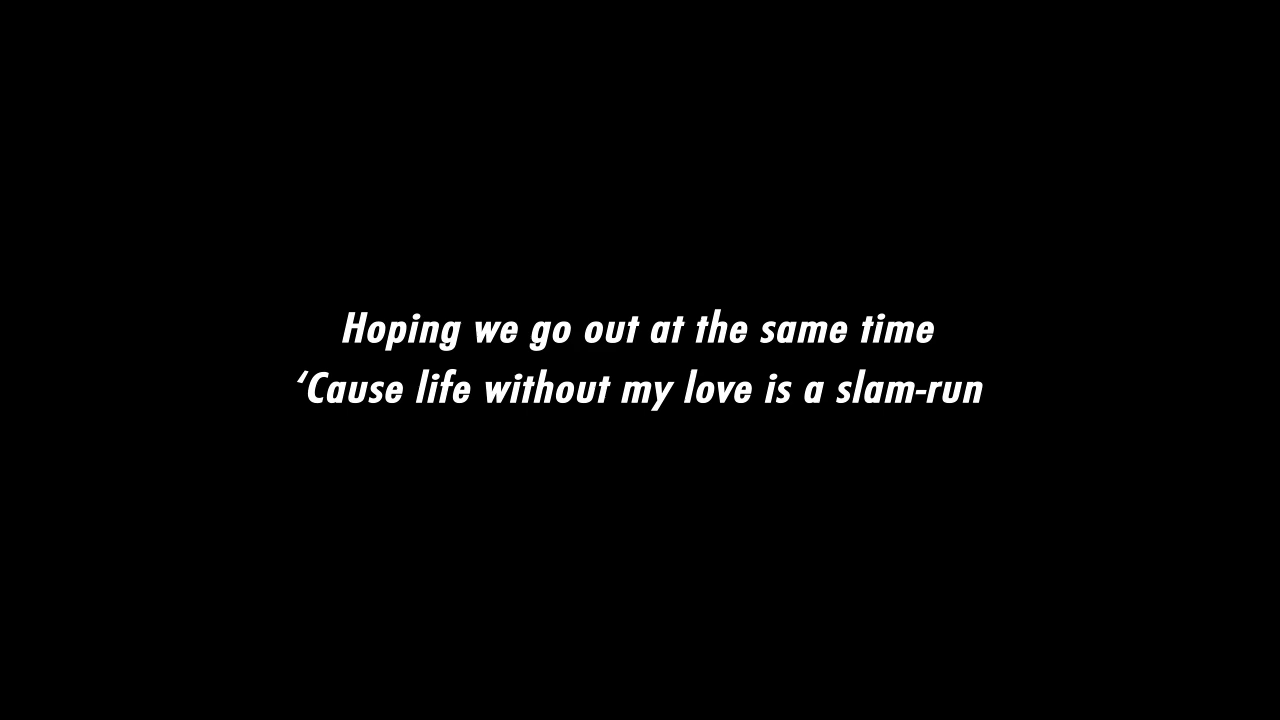 Hoping we go out at the same time
‘Cause life without my love is a slam-run